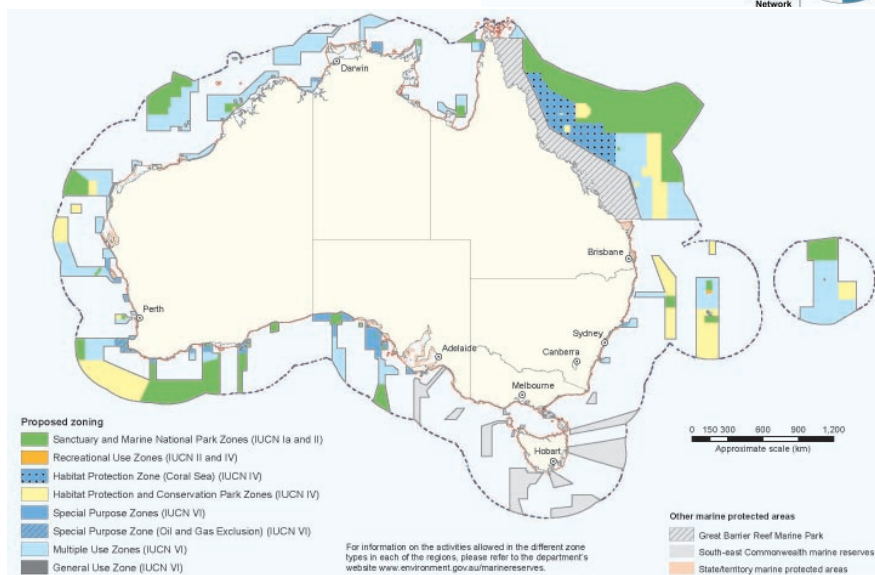 Network
Darwin
Brisbane
Perth
Sydney
Adelaide
Canberra
Melbourne
Hobart
Proposed zoning
Sanctuary and Marine National Park Zones (IUCN Ia and II)
Recreational Use Zones (IUCN II and IV)
Habitat Protection Zone (Coral Sea) (IUCN IV)
Habitat Protection and Conservation Park Zones (IUCN IV)
Special Purpose Zones (IUCN VI)
Special Purpose Zone (Oil and Gas Exclusion) (IUCN VI)
Multiple Use Zones (IUCN VI)
General Use Zone (IUCN VI)
0 150 300 600 900 1,200
Approximate scale (km)
For information on the activities allowed in the different zone
types in each of the regions, please refer to the department's
website www.environment.gov.au/marinereserves.
Other marine protected areas
Great Barrier Reef Marine Park
South-east Commonwealth marine reserves
State/territory marine protected areas